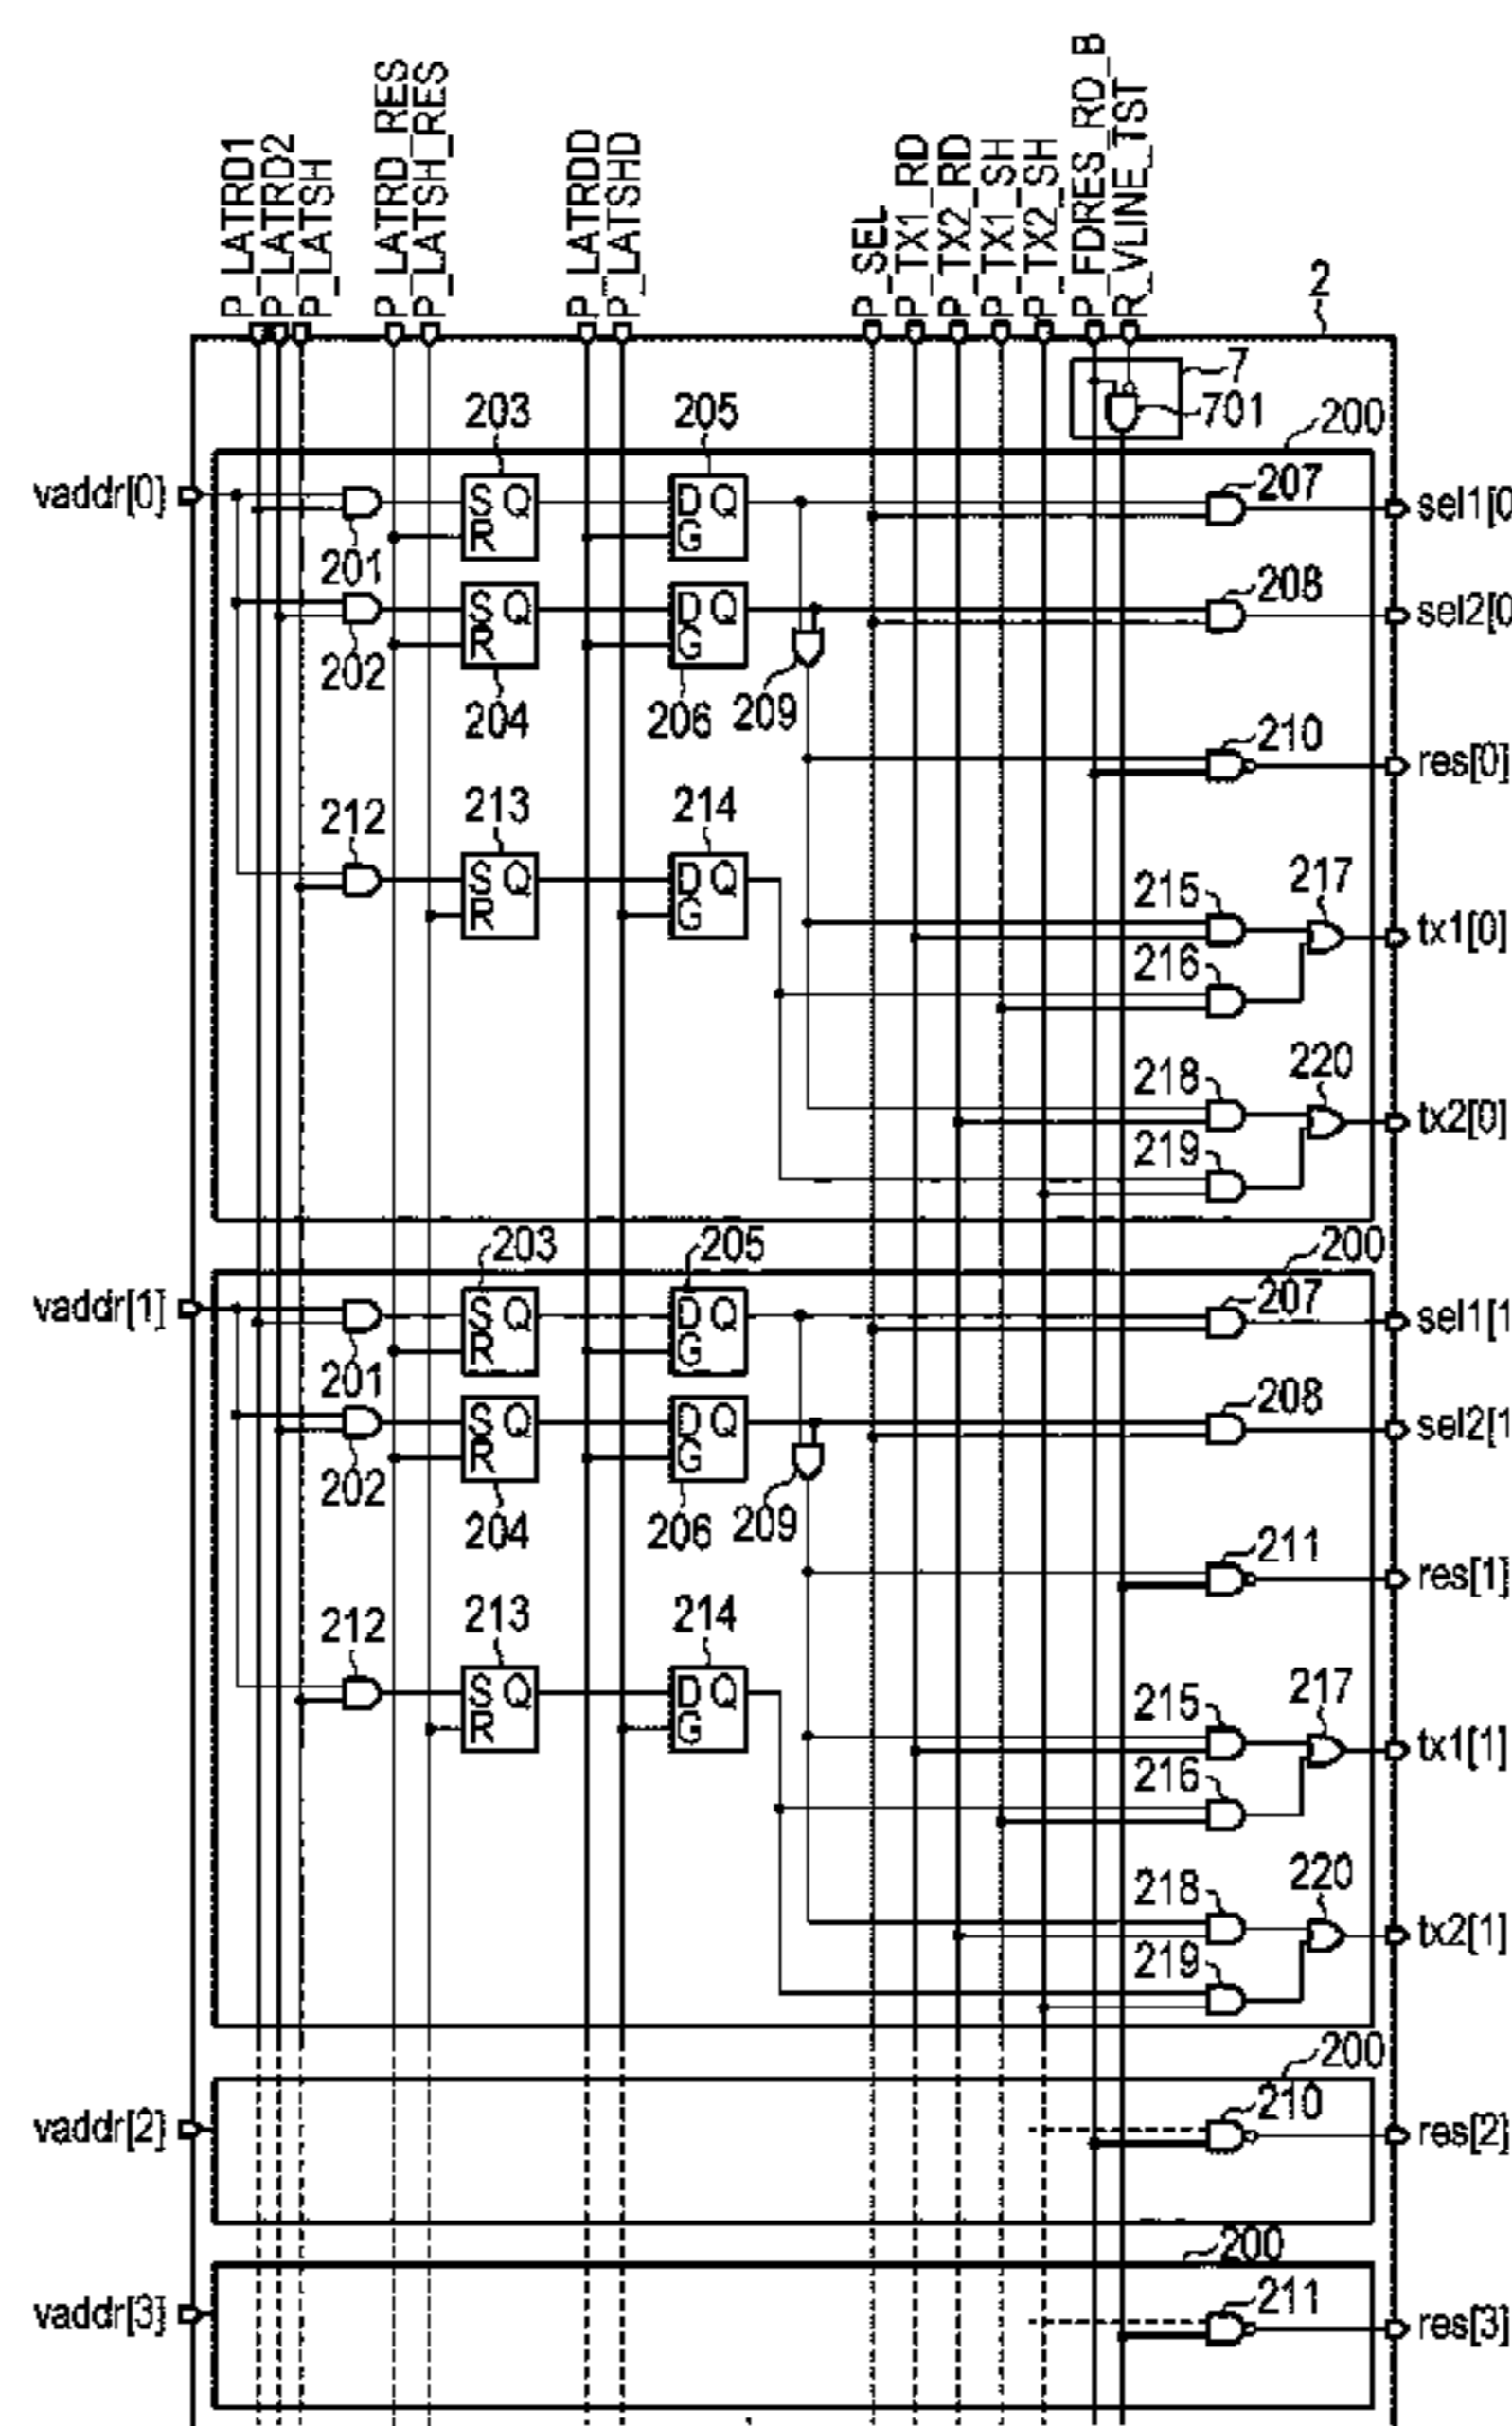 P_LATRD1
P_LATRD2
P_LATSH
P_LATRD_RES
P_LATSH_RES
P_LATRDD
P_LATSHD
P_SEL
P_TX1_RD
P_TX2_RD
P_TX1_SH
P_TX2_SH
P_FDRES_RD_B
R_VLINE_TST
2
7
701
200
vaddr[0]
203
205
207
S Q
R
D Q
G
sel1[0
201
208
S Q
R
D Q
G
sel2[0
202
204
206
209
210
res[0]
212
213
214
S Q
R
D Q
G
215
217
tx1[0]
216
218
220
tx2[0]
219
200
vaddr[1]
203
205
207
S Q
R
D Q
G
sel1[1
201
208
S Q
R
D Q
G
sel2[1
202
204
206
209
211
res[1]
212
213
214
S Q
R
D Q
G
215
217
tx1[1]
216
218
220
tx2[1]
219
200
vaddr[2]
210
res[2]
200
vaddr[3]
211
res[3]